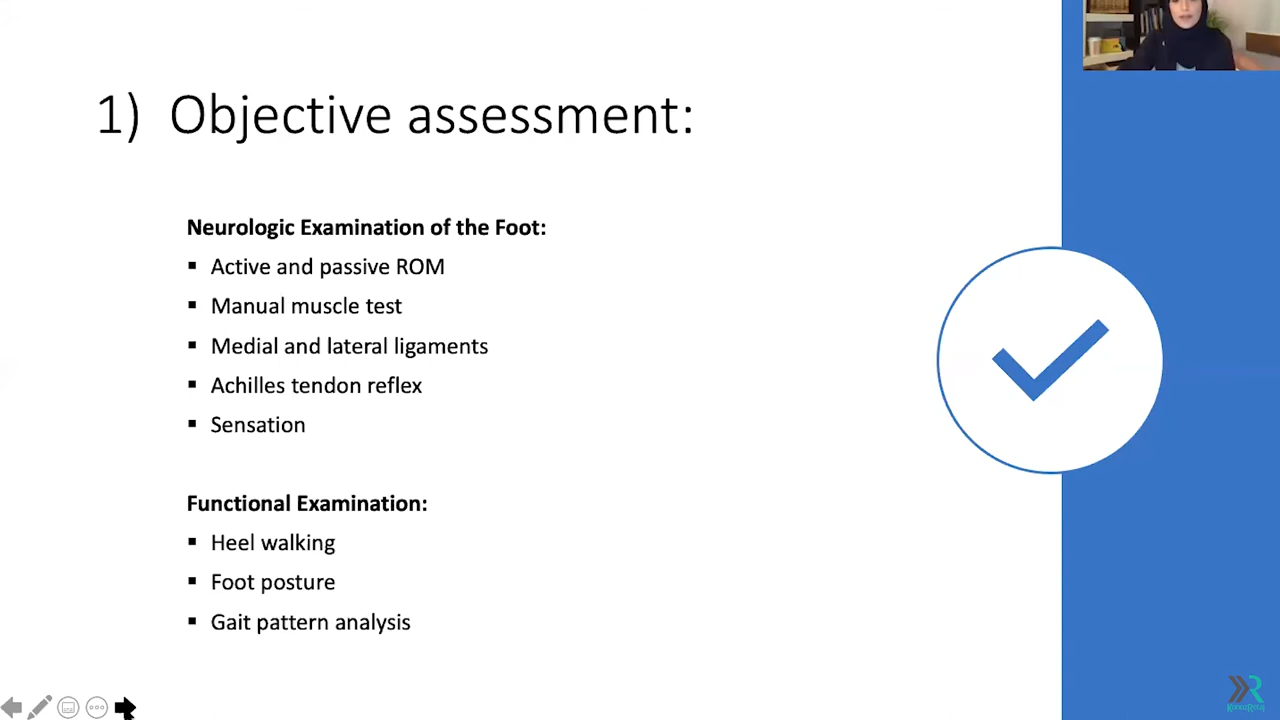 1) Objective assessment:
Neurologic Examination of the Foot:
▪ Active and passive ROM
▪ Manual muscle test
▪ Medial and lateral ligaments
▪ Achilles tendon reflex
▪ Sensation
Functional Examination:
▪ Heel walking
▪ Foot posture
▪ Gait pattern analysis